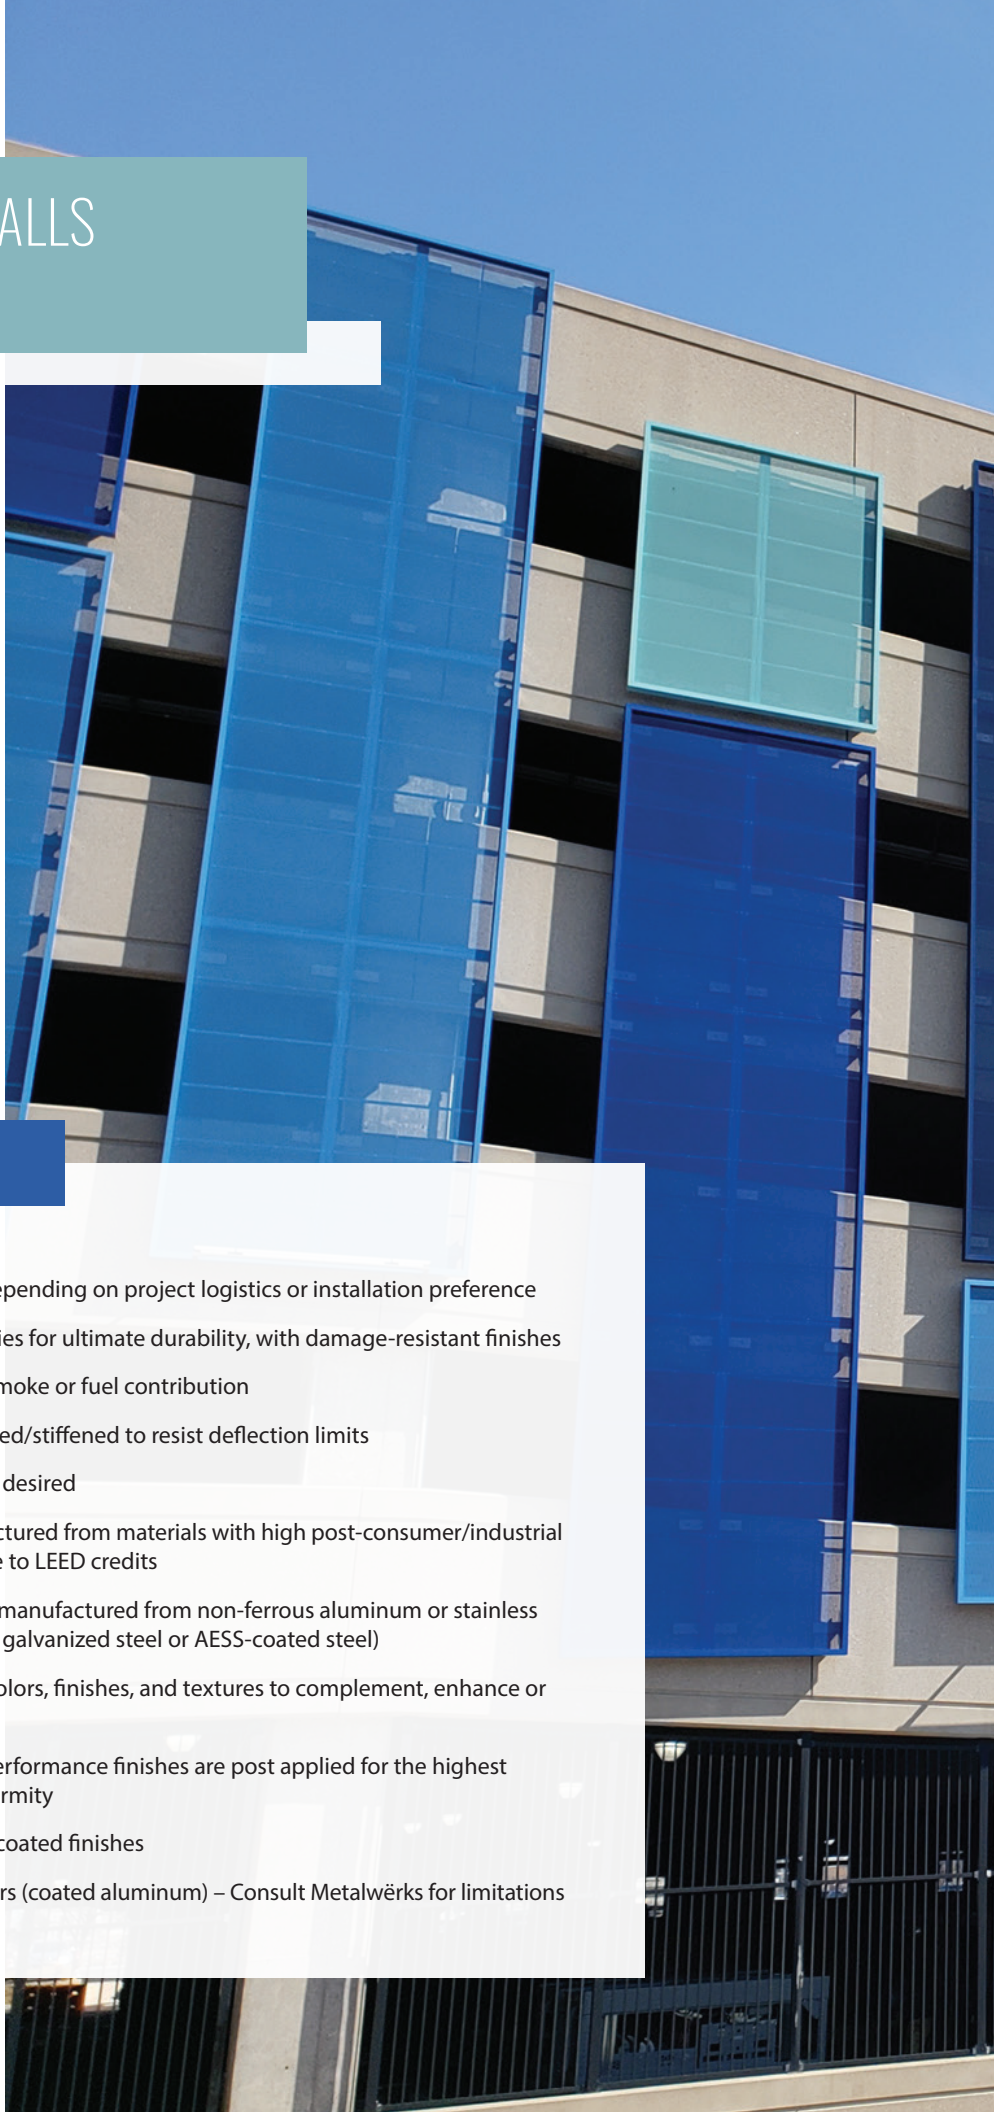 ALLS
epending on project logistics or installation preference
ies for ultimate durability, with damage-resistant finishes
moke or fuel contribution
ed/stiffened to resist deflection limits
desired
ctured from materials with high post-consumer/industrial
e to LEED credits
manufactured from non-ferrous aluminum or stainless
galvanized steel or AESS-coated steel)
olors, finishes, and textures to complement, enhance or
erformance finishes are post applied for the highest
rmity
coated finishes
rs (coated aluminum) – Consult Metalwërks for limitations